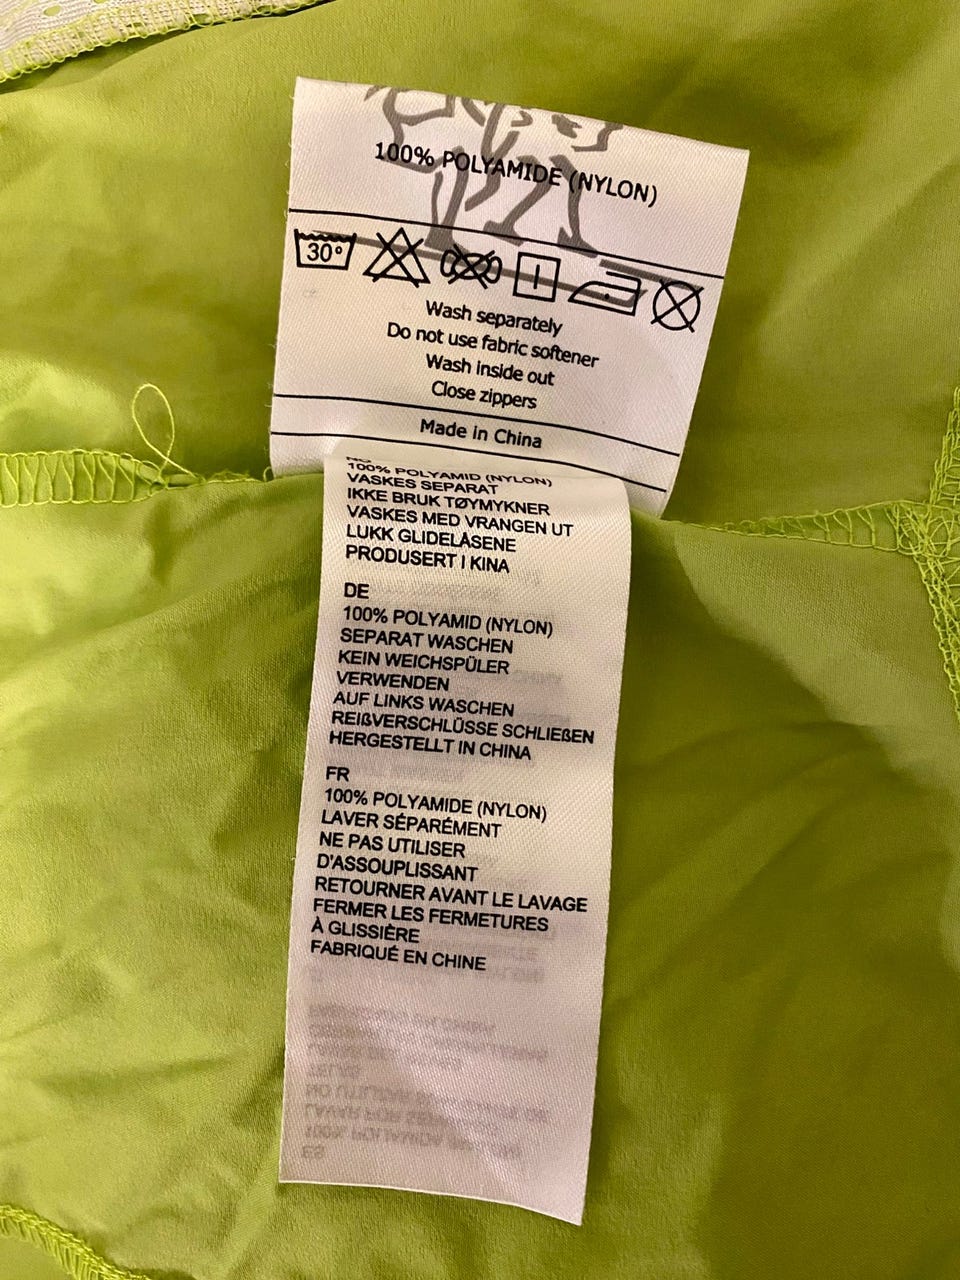 100% POLYAMIDE (NYLON)
30°
Wash separately
Do not use fabric softener
Wash inside out
Close zippers
Made in China
NO
100% POLYAMID (NYLON)
VASKES SEPARAT
IKKE BRUK TØYMYKNER
VASKES MED VRANGEN UT
LUKK GLIDELÅSENE
PRODUSERT I KINA
DE
100% POLYAMID (NYLON)
SEPARAT WASCHEN
KEIN WEICHSPÜLER
VERWENDEN
AUF LINKS WASCHEN
REIßVERSCHLÜSSE SCHLIEßEN
HERGESTELLT IN CHINA
FR
100% POLYAMIDE (NYLON)
LAVER SÉPARÉMENT
NE PAS UTILISER
D'ASSOUPLISSANT
RETOURNER AVANT LE LAVAGE
FERMER LES FERMETURES
À GLISSIÈRE
FABRIQUÉ EN CHINE